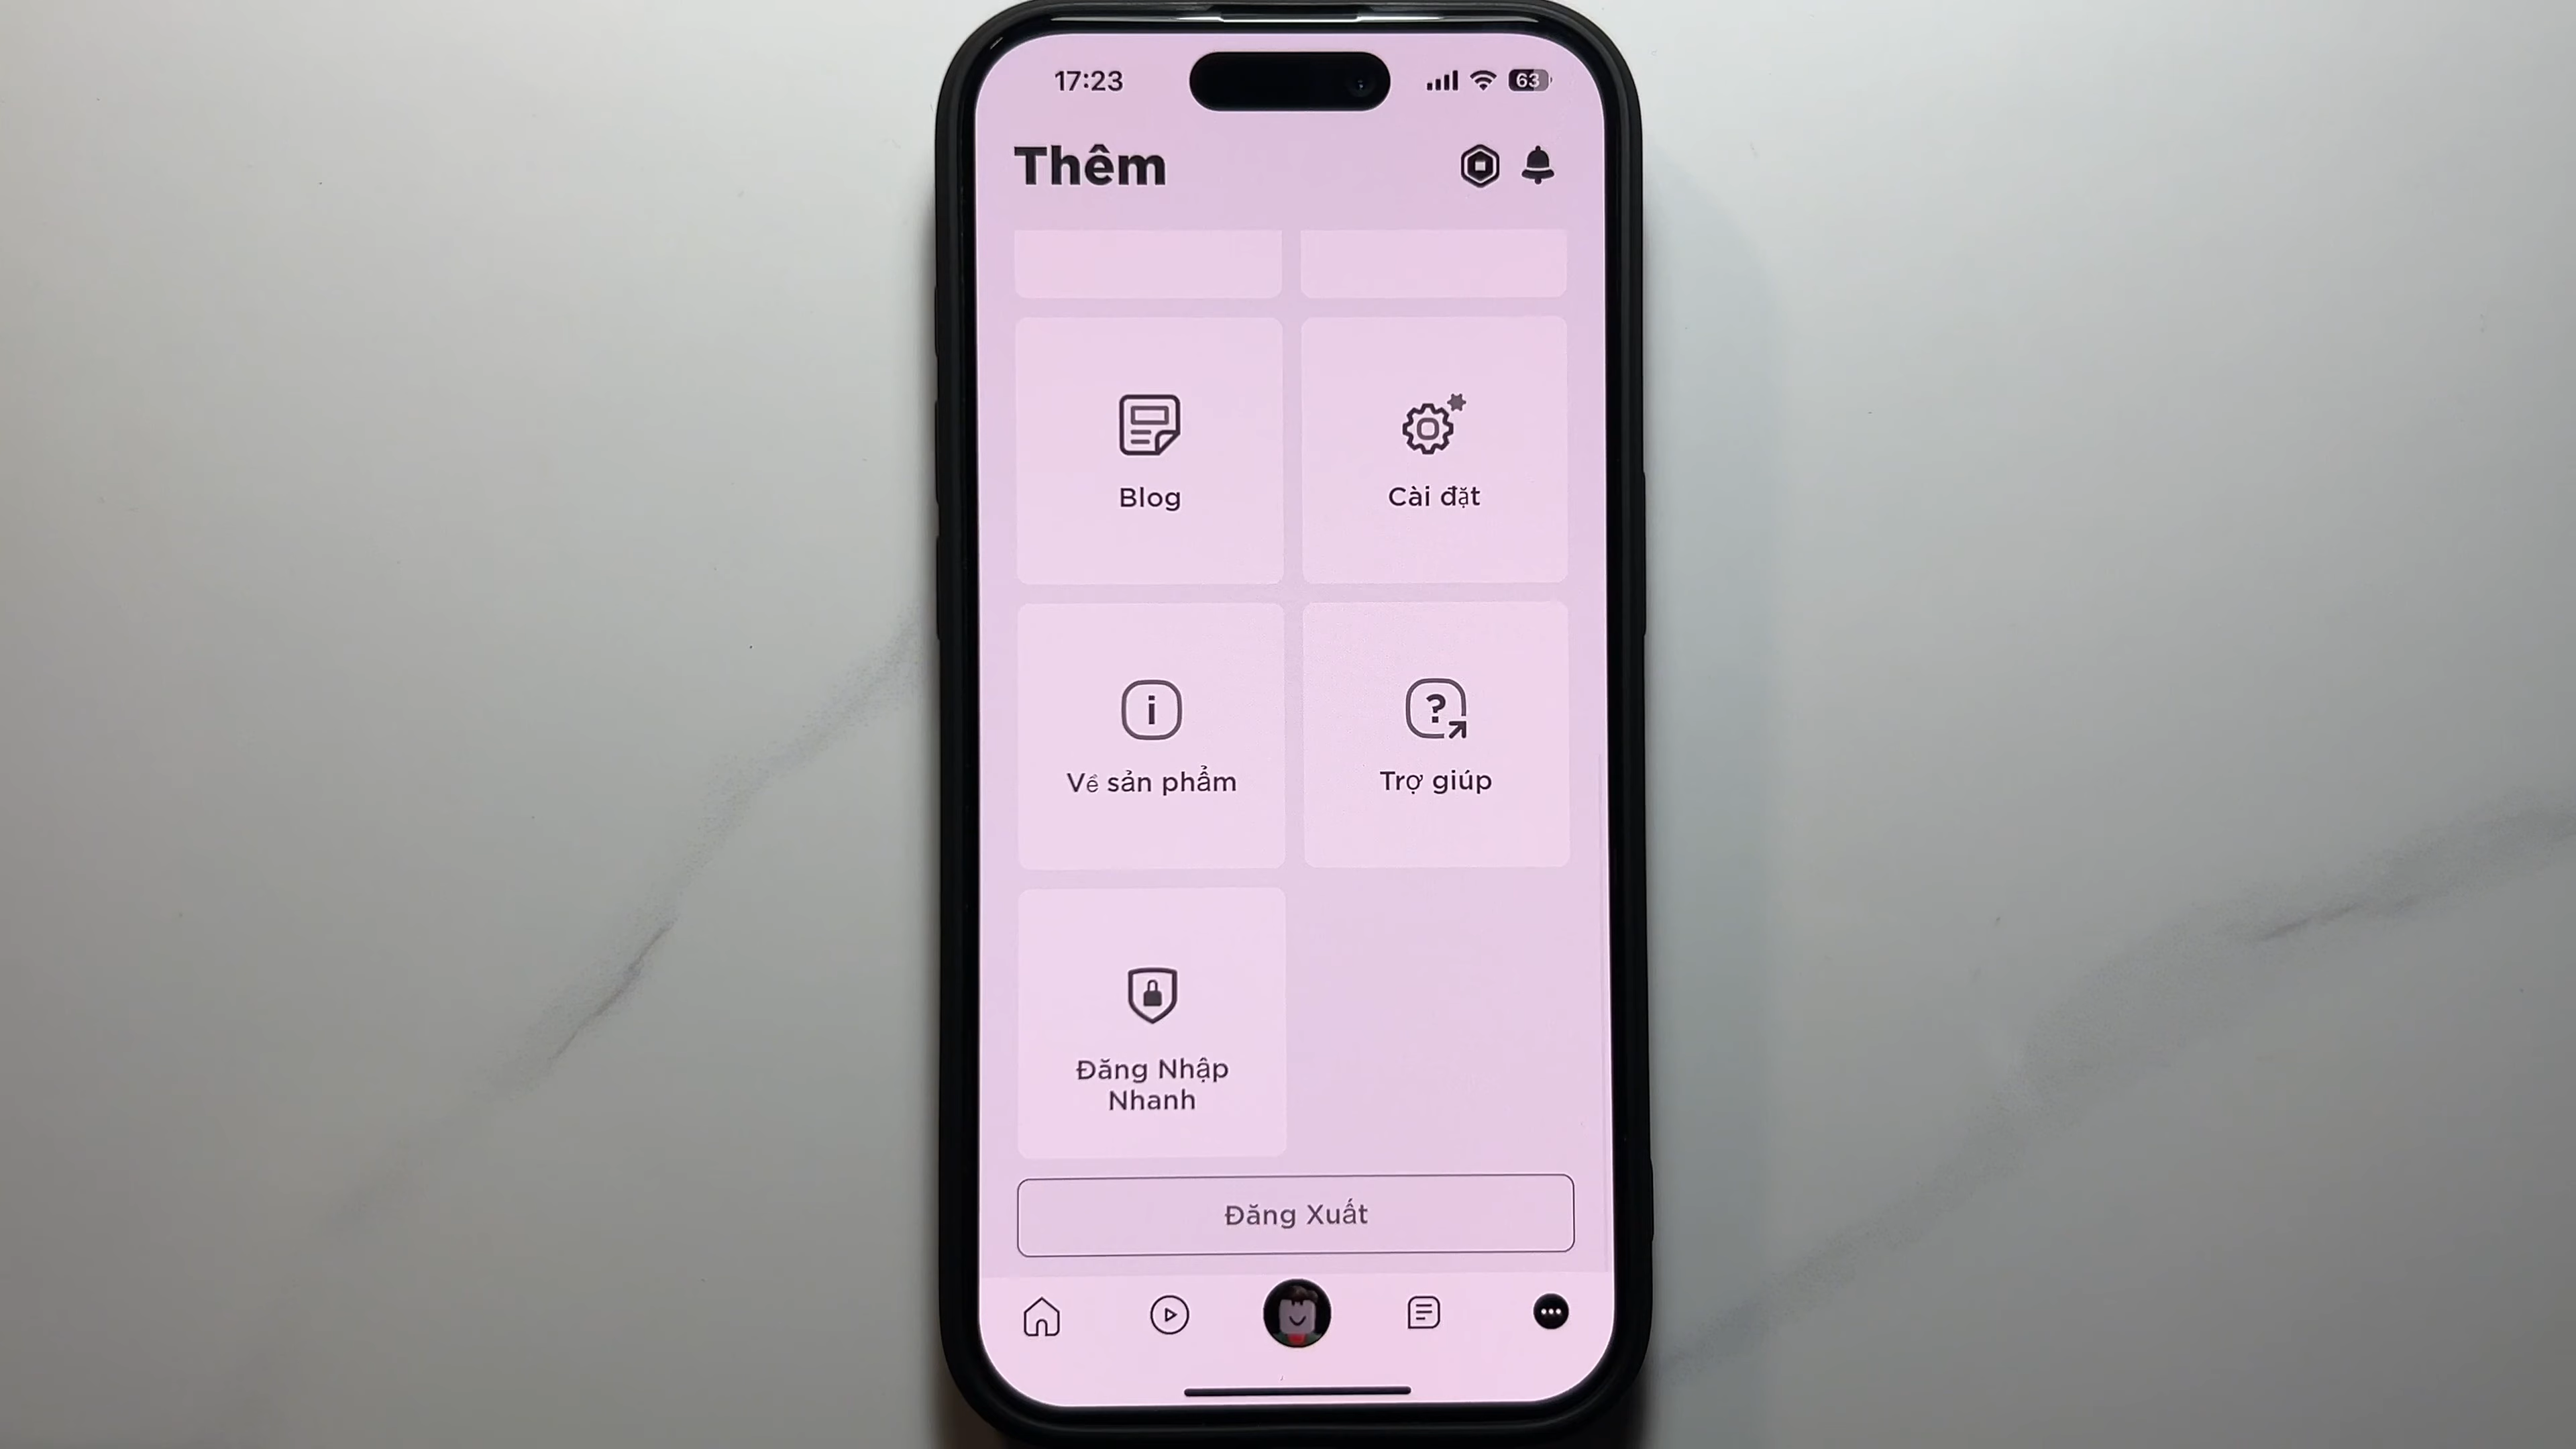 17:23
63
Thêm
Blog
Cài đặt
Về sản phẩm
Trợ giúp
Đăng Nhập
Nhanh
Đăng Xuất